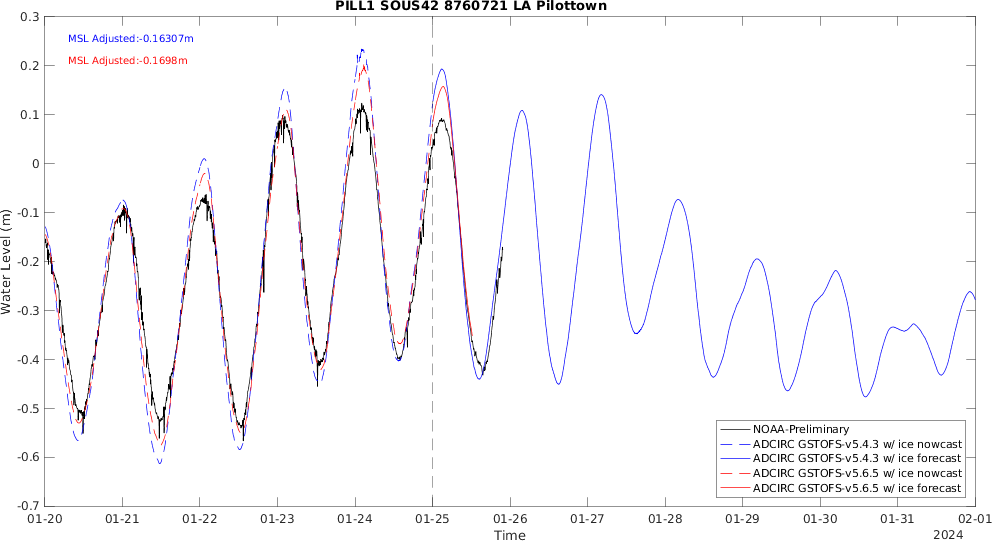 PILL1 SOUS42 8760721 LA Pilottown
MSL Adjusted:-0.16307m
MSL Adjusted:-0.1698m
Water Level (m)
0.3
0.2
0.1
0
-0.1
-0.2
-0.3
-0.4
-0.5
-0.6
-0.7
NOAA-Preliminary
ADCIRC GSTOFS-v5.4.3 w/ ice nowcast
ADCIRC GSTOFS-v5.4.3 w/ ice forecast
ADCIRC GSTOFS-v5.6.5 w/ ice nowcast
ADCIRC GSTOFS-v5.6.5 w/ ice forecast
01-20 01-21 01-22 01-23 01-24 01-25 01-26 01-27 01-28 01-29 01-30 01-31 02-01
Time
2024